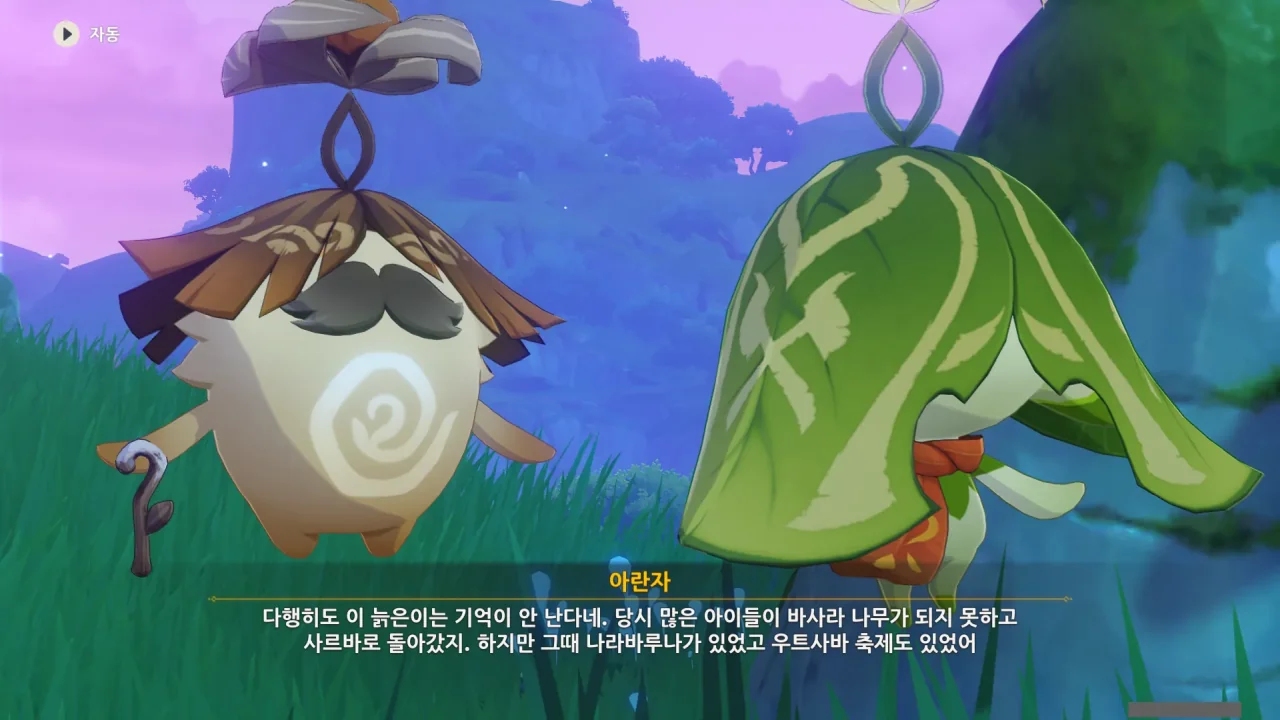 자동
아란자
다행히도 이 늙은이는 기억이 안 난다네. 당시 많은 아이들이 바사라 나무가 되지 못하고
사르바로 돌아갔지. 하지만 그때 나라바루나가 있었고 우트사바 축제도 있었어